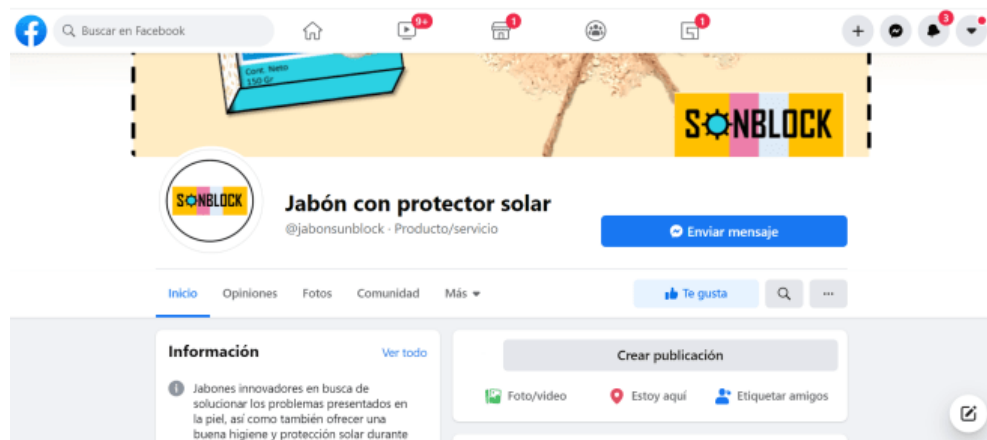 Buscar en Facebook
9+
1
1
3
Cont. Neto
150 Gr
SUNBLOCK
SUNBLOCK
Jabón con protector solar
@jabonsunblock · Producto/servicio
Enviar mensaje
Inicio Opiniones Fotos Comunidad Más
Te gusta
Información
Ver todo
Jabones innovadores en busca de
solucionar los problemas presentados en
la piel, así como también ofrecer una
buena higiene y protección solar durante
Crear publicación
Foto/video Estoy aquí Etiquetar amigos